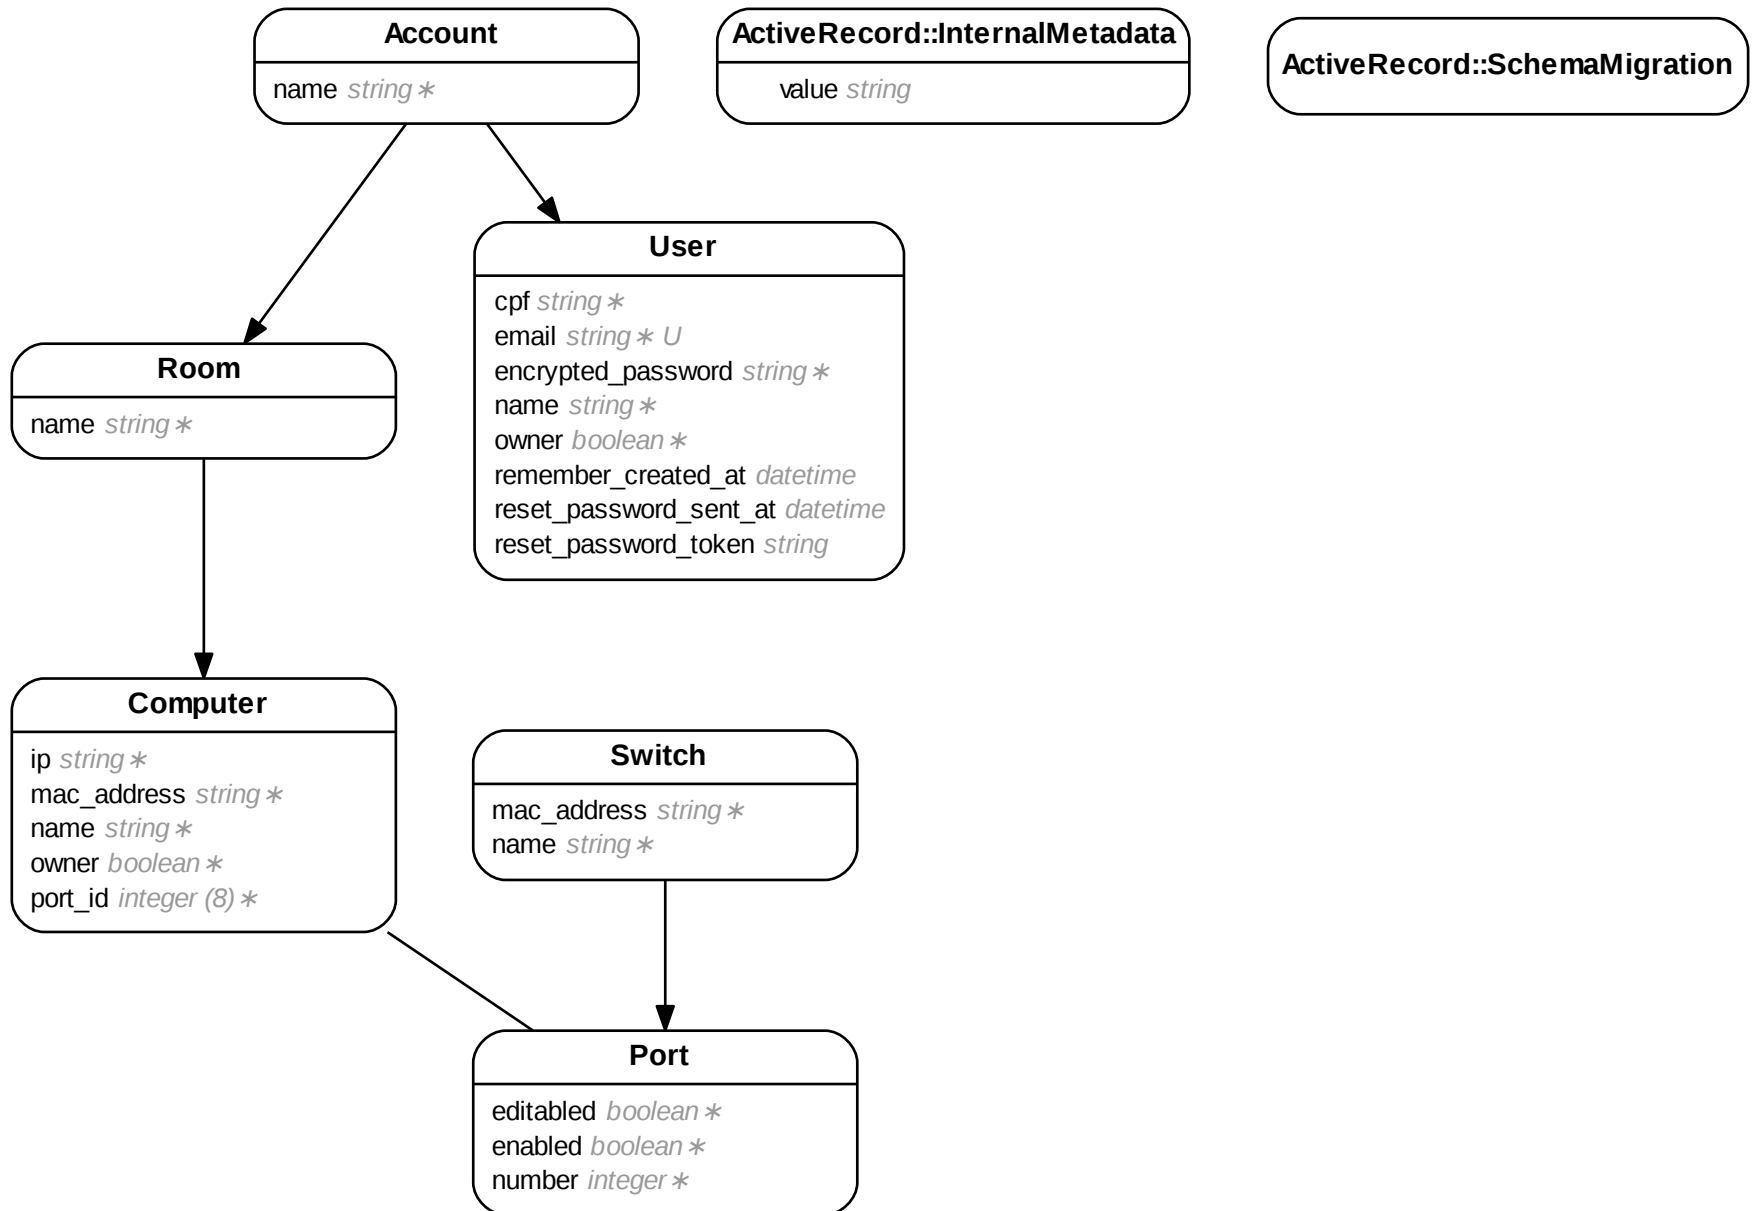 Account
name string∗
ActiveRecord::InternalMetadata
value string
ActiveRecord::SchemaMigration
User
cpf string∗
email string∗ U
encrypted_password string∗
name string∗
owner boolean∗
remember_created_at datetime
reset_password_sent_at datetime
reset_password_token string
Room
name string∗
Computer
ip string∗
mac_address string∗
name string∗
owner boolean∗
port_id integer (8)∗
Switch
mac_address string∗
name string∗
Port
editabled boolean∗
enabled boolean∗
number integer∗